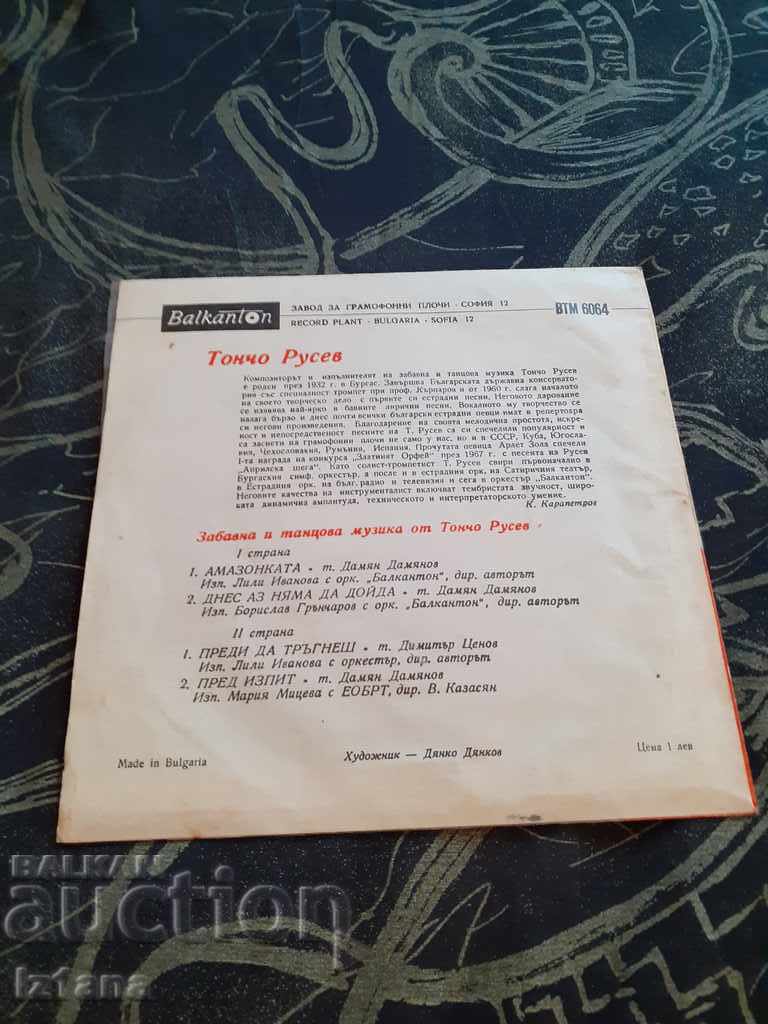 Balkanton
ЗАВОД ЗА ГРАМОФОННИ ПЛОЧИ · СОФИЯ 12
RECORD PLANT · BULGARIA · SOFIA 12
ВТМ 6064
Тончо Русев
Композиторът и изпълнителят на забавна и танцова музика Тончо Русев
е роден през 1932 г. в Бургас. Завършва Българската държавна консервато-
рия със специалност тромпет при проф. Кърпаров и от 1960 г. слага началото
на своето творческо дело с първите си естрадни песни. Неговото дарование
се изявява най-ярко в бавните лирични песни. Вокалното му творчество се
налага бързо и днес почти всички български естрадни певци имат в репертоара
си негови произведения. Благодарение на своята мелодична простота, искре-
ност и непосредственост песните на Т. Русев са си спечелили популярност и
са заснети на грамофонни плочи не само у нас, но и в СССР, Куба, Югосла-
вия, Чехословакия, Румъния, Испания. Прочутата певица Арлет Зола спечели
I-та награда на конкурса „Златният Орфей" през 1967 г. с песента на Русев
„Априлска шега". Като солист-тромпетист Т. Русев свири първоначално в
Бургаския симф. оркестър, а после и в естрадния орк. на Сатиричния театър,
в Естрадния орк. на бълг. радио и телевизия и сега в оркестър „Балкантон".
Неговите качества на инструменталист включват тембристата звучност, широ-
ката динамична амплитуда, техническото и интерпретаторското умение.
К. Карапетров
Забавна и танцова музика от Тончо Русев
I страна
1. АМАЗОНКАТА • т. Дамян Дамянов
Изп. Лили Иванова с орк. „Балкантон", дир. авторът
2. ДНЕС АЗ НЯМА ДА ДОЙДА • т. Дамян Дамянов
Изп. Борислав Грънчаров с орк. „Балкантон", дир. авторът
II страна
1. ПРЕДИ ДА ТРЪГНЕШ • т. Димитър Ценов
Изп. Лили Иванова с оркестър, дир. авторът
2. ПРЕД ИЗПИТ • т. Дамян Дамянов
Изп. Мария Мицева с ЕОБРТ, дир. В. Казасян
Made in Bulgaria
Художник — Дянко Дянков
Цена 1 лев
BALKAN
auction
Iztana